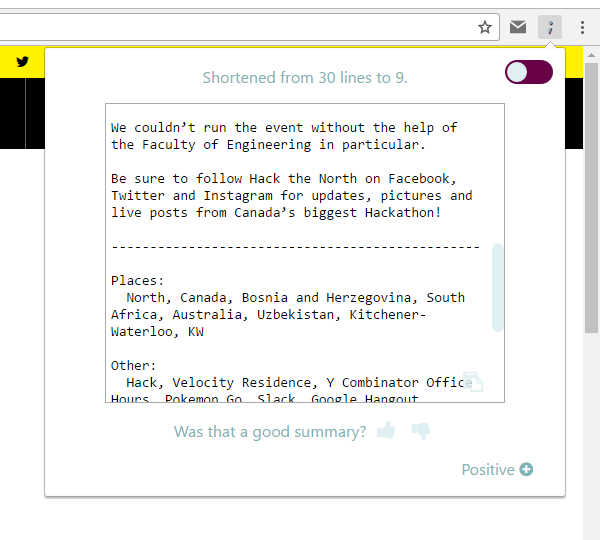 ;
Shortened from 30 lines to 9.
We couldn’t run the event without the help of
the Faculty of Engineering in particular.
Be sure to follow Hack the North on Facebook,
Twitter and Instagram for updates, pictures and
live posts from Canada’s biggest Hackathon!
------------------------------------------------
Places:
North, Canada, Bosnia and Herzegovina, South
Africa, Australia, Uzbekistan, Kitchener-
Waterloo, KW
Other:
Hack, Velocity Residence, Y Combinator Office
Hours, Pokemon Go, Slack, Google Hangout
Was that a good summary?
Positive